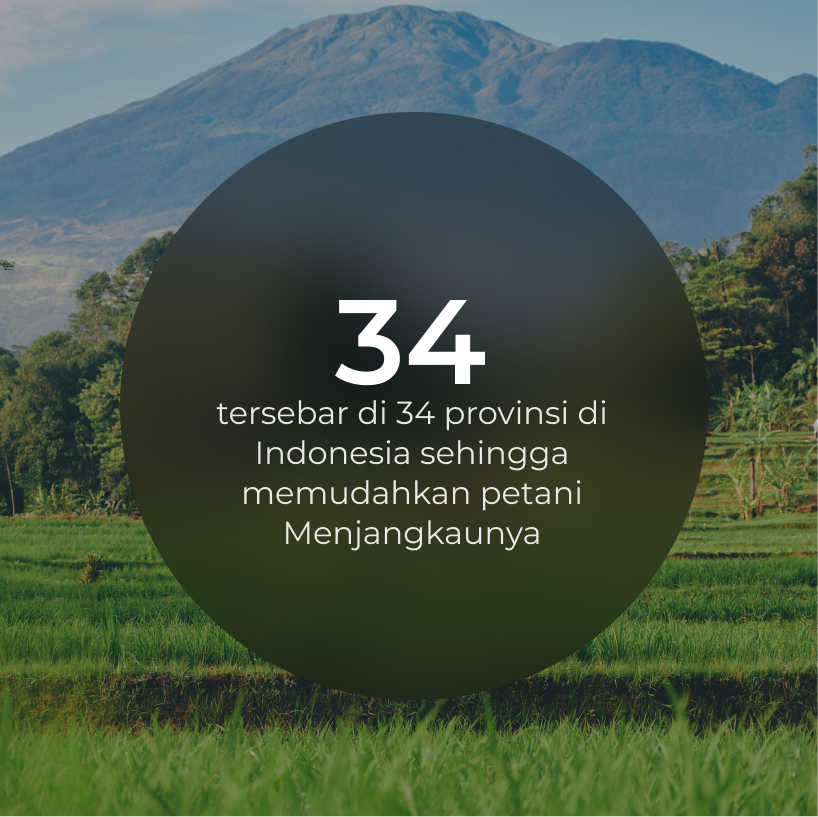 34
tersebar di 34 provinsi di
Indonesia sehingga
memudahkan petani
Menjangkaunya